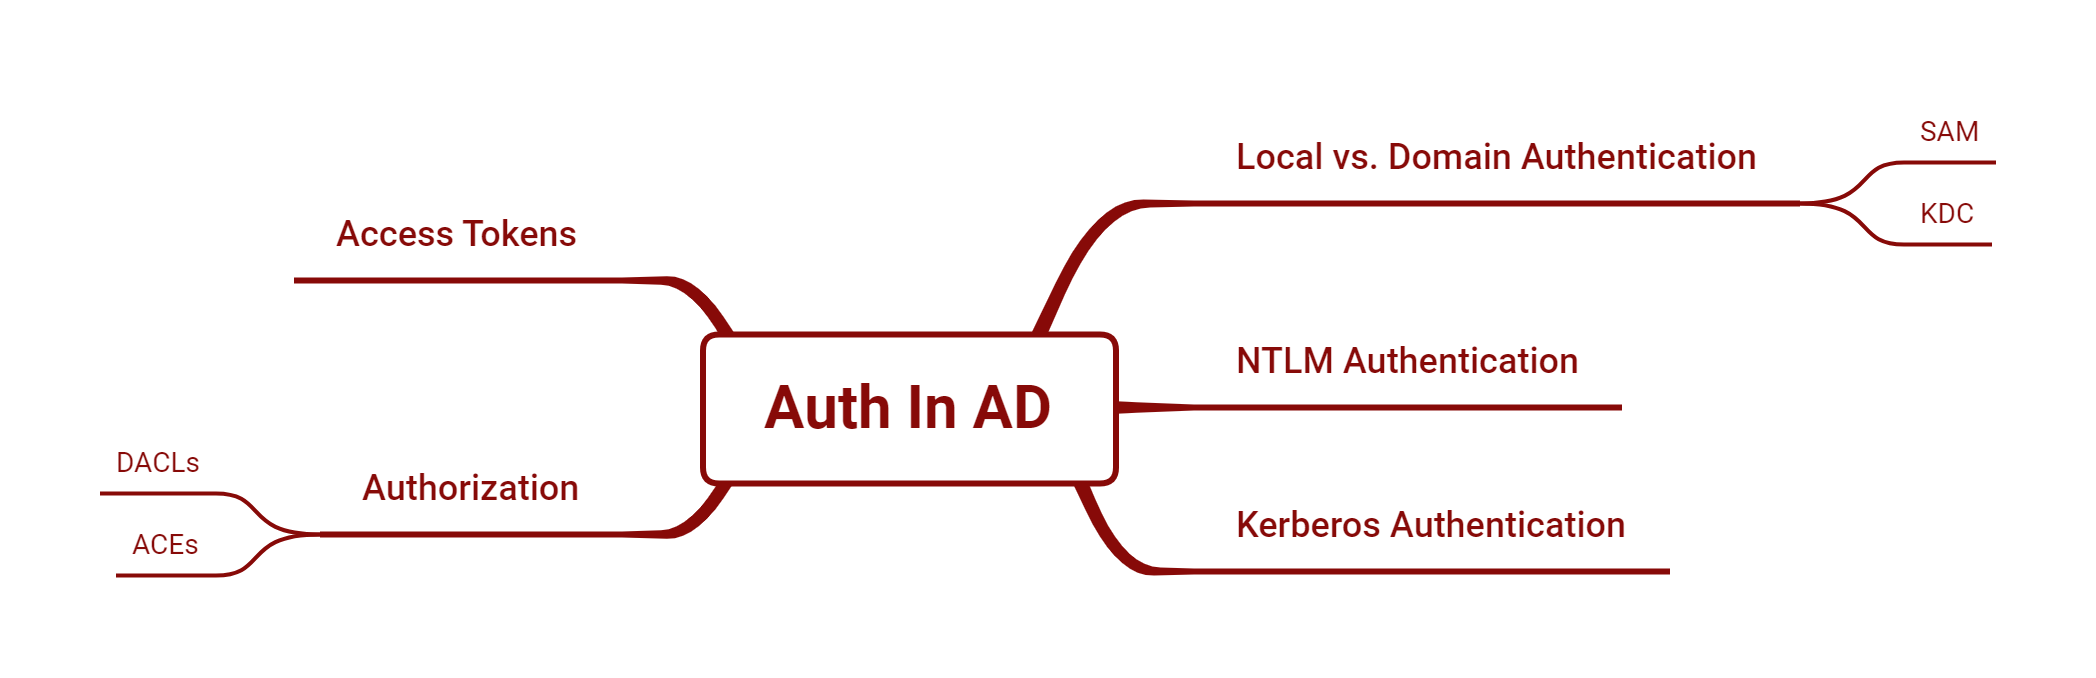 Auth In AD
Local vs. Domain Authentication
SAM
KDC
NTLM Authentication
Kerberos Authentication
Access Tokens
Authorization
DACLs
ACEs